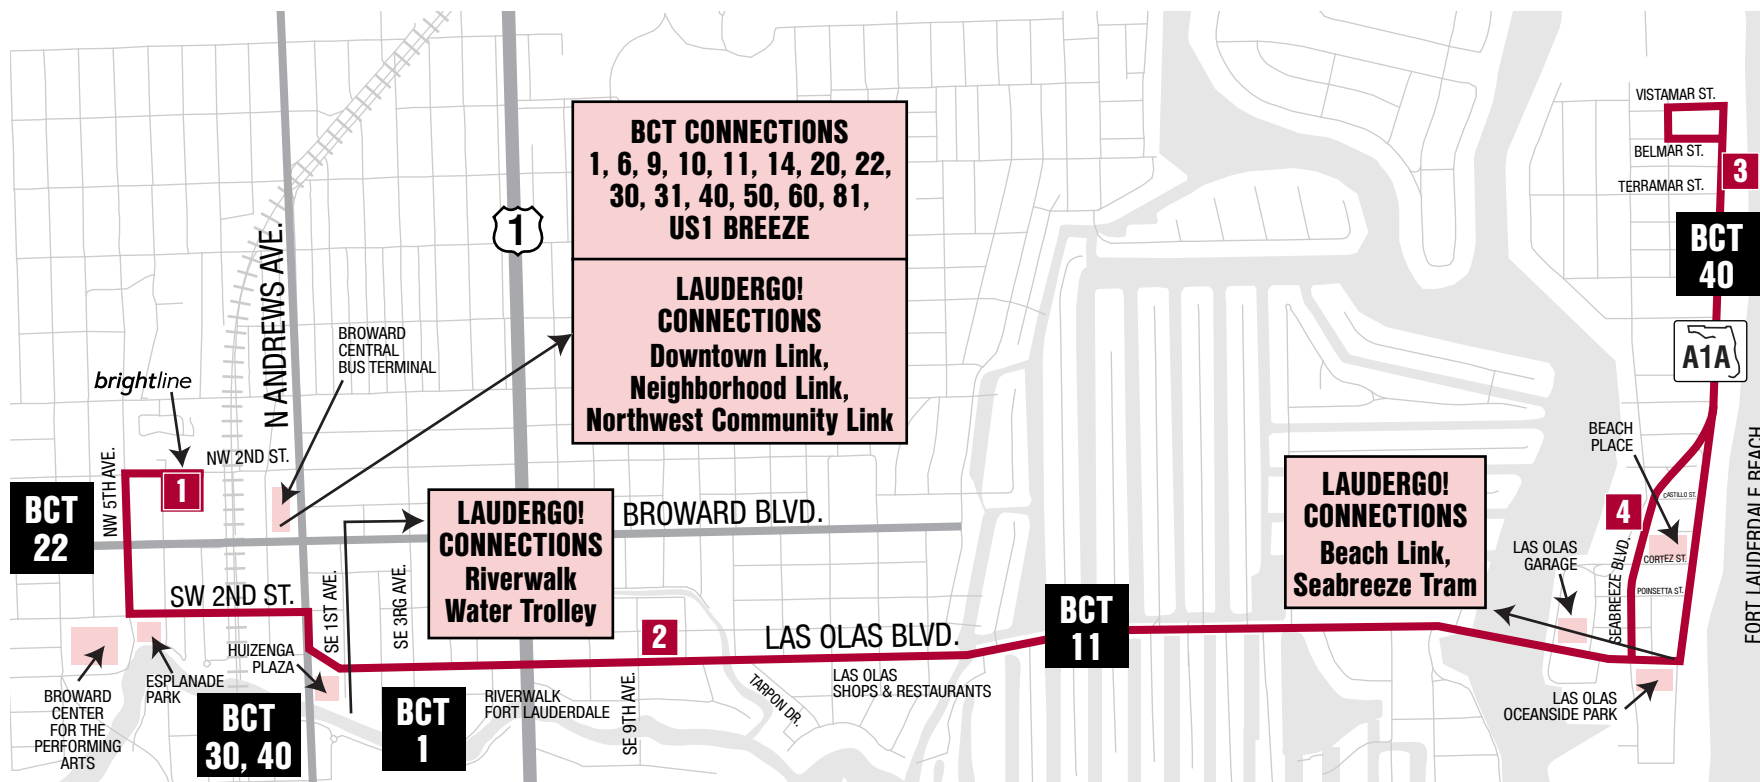 BCT CONNECTIONS
1, 6, 9, 10, 11, 14, 20, 22,
30, 31, 40, 50, 60, 81,
US1 BREEZE
LAUDERGO!
CONNECTIONS
Downtown Link,
Neighborhood Link,
Northwest Community Link
1
N ANDREWS AVE.
BROWARD
CENTRAL
BUS TERMINAL
brightline
NW 2ND ST.
1
NW 5TH AVE.
BCT
22
SW 2ND ST.
LAUDERGO!
CONNECTIONS
Riverwalk
Water Trolley
BROWARD BLVD.
SE 1ST AVE.
SE 3RG AVE.
HUIZENGA
PLAZA
ESPLANADE
PARK
BROWARD
CENTER
FOR THE
PERFORMING
ARTS
BCT
30, 40
BCT
1
RIVERWALK
FORT LAUDERDALE
2
SE 9TH AVE.
LAS OLAS BLVD.
TARPON DR.
LAS OLAS
SHOPS & RESTAURANTS
BCT
11
LAUDERGO!
CONNECTIONS
Beach Link,
Seabreeze Tram
VISTAMAR ST.
BELMAR ST.
TERRAMAR ST.
3
BCT
40
A1A
BEACH
PLACE
CASTILLO ST.
4
CORTEZ ST.
POINSETTA ST.
SEABREEZE BLVD.
LAS OLAS
GARAGE
LAS OLAS
OCEANSIDE PARK
FORT LAUDERDALE BEACH